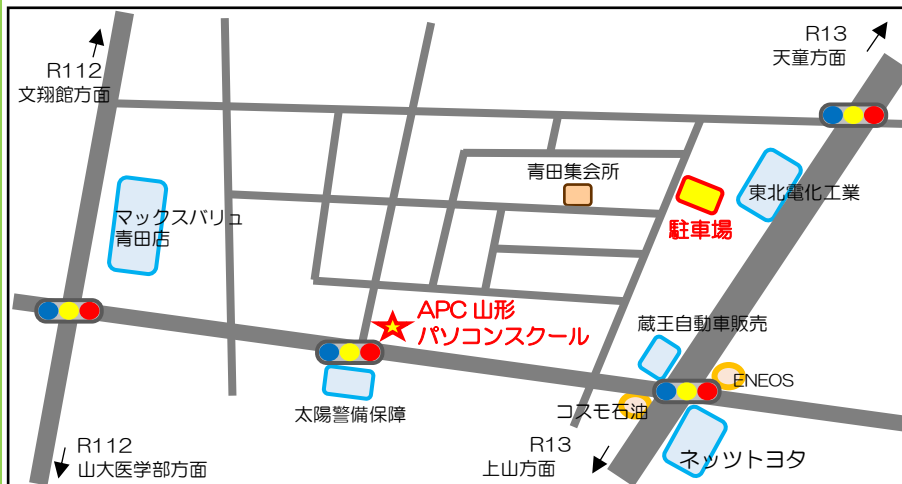 R13
天童方面
R112
文翔館方面
青田集会所
東北電化工業
マックスバリュ
青田店
駐車場
APC 山形
パソコンスクール
蔵王自動車販売
ENEOS
太陽警備保障
コスモ石油
R112
山大医学部方面
R13
上山方面
ネッツトヨタ